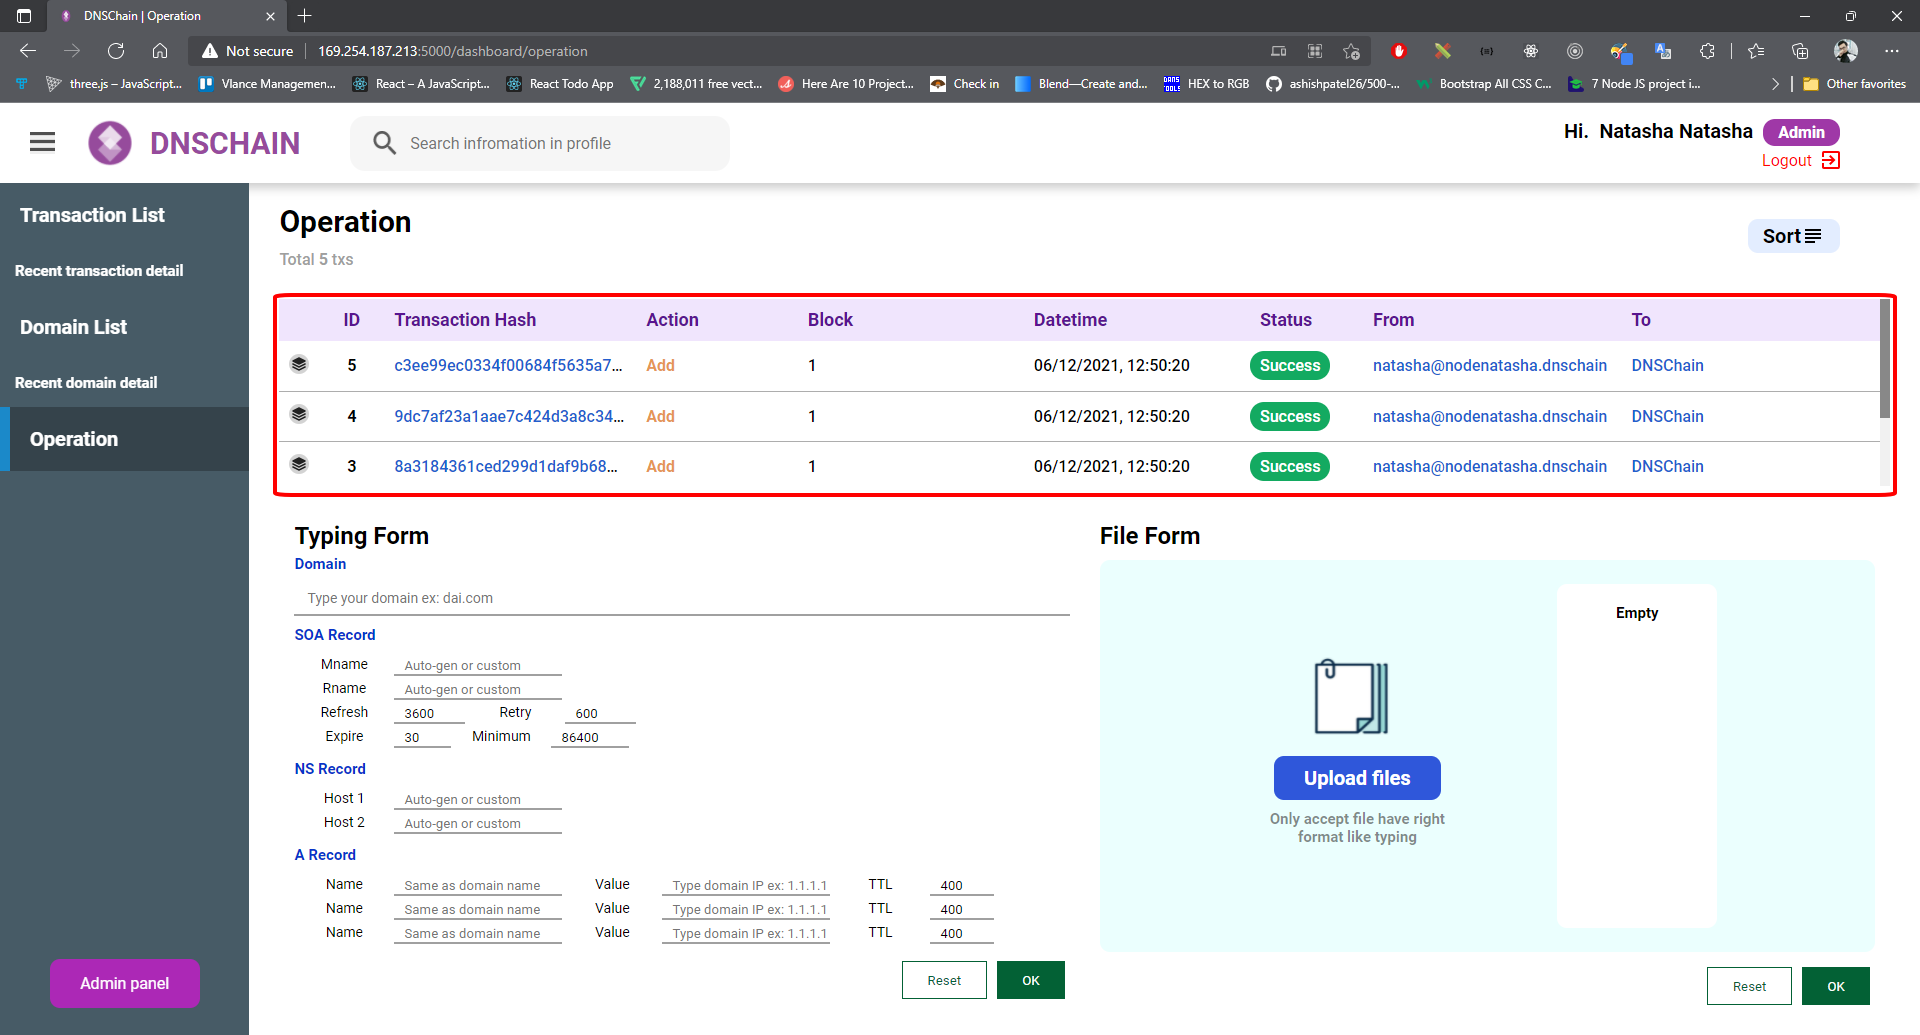 DNSChain | Operation
Not secure 169.254.187.213:5000/dashboard/operation
three.js – JavaScript... Vlance Managemen... React – A JavaScript... React Todo App 2,188,011 free vect... Here Are 10 Project... Check in Blend—Create and... HEX to RGB ashishpatel26/500-... Bootstrap All CSS C... 7 Node JS project i... Other favorites
DNSCHAIN
Search infromation in profile
Hi. Natasha Natasha Admin
Logout
Transaction List
Recent transaction detail
Domain List
Recent domain detail
Operation
Admin panel
Operation
Total 5 txs
Sort
ID Transaction Hash Action Block Datetime Status From To
5 c3ee99ec0334f00684f5635a7... Add 1 06/12/2021, 12:50:20 Success natasha@nodenatasha.dnschain DNSChain
4 9dc7af23a1aae7c424d3a8c34... Add 1 06/12/2021, 12:50:20 Success natasha@nodenatasha.dnschain DNSChain
3 8a3184361ced299d1daf9b68... Add 1 06/12/2021, 12:50:20 Success natasha@nodenatasha.dnschain DNSChain
Typing Form
Domain
Type your domain ex: dai.com
SOA Record
Mname Auto-gen or custom
Rname Auto-gen or custom
Refresh 3600 Retry 600
Expire 30 Minimum 86400
NS Record
Host 1 Auto-gen or custom
Host 2 Auto-gen or custom
A Record
Name Same as domain name Value Type domain IP ex: 1.1.1.1 TTL 400
Name Same as domain name Value Type domain IP ex: 1.1.1.1 TTL 400
Name Same as domain name Value Type domain IP ex: 1.1.1.1 TTL 400
Reset OK
File Form
Empty
Upload files
Only accept file have right
format like typing
Reset OK